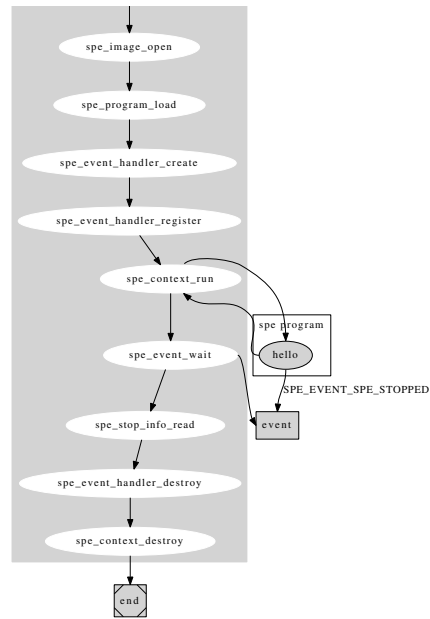 spe_image_open
spe_program_load
spe_event_handler_create
spe_event_handler_register
spe_context_run
spe program
hello
spe_event_wait
SPE_EVENT_SPE_STOPPED
spe_stop_info_read
event
spe_event_handler_destroy
spe_context_destroy
end